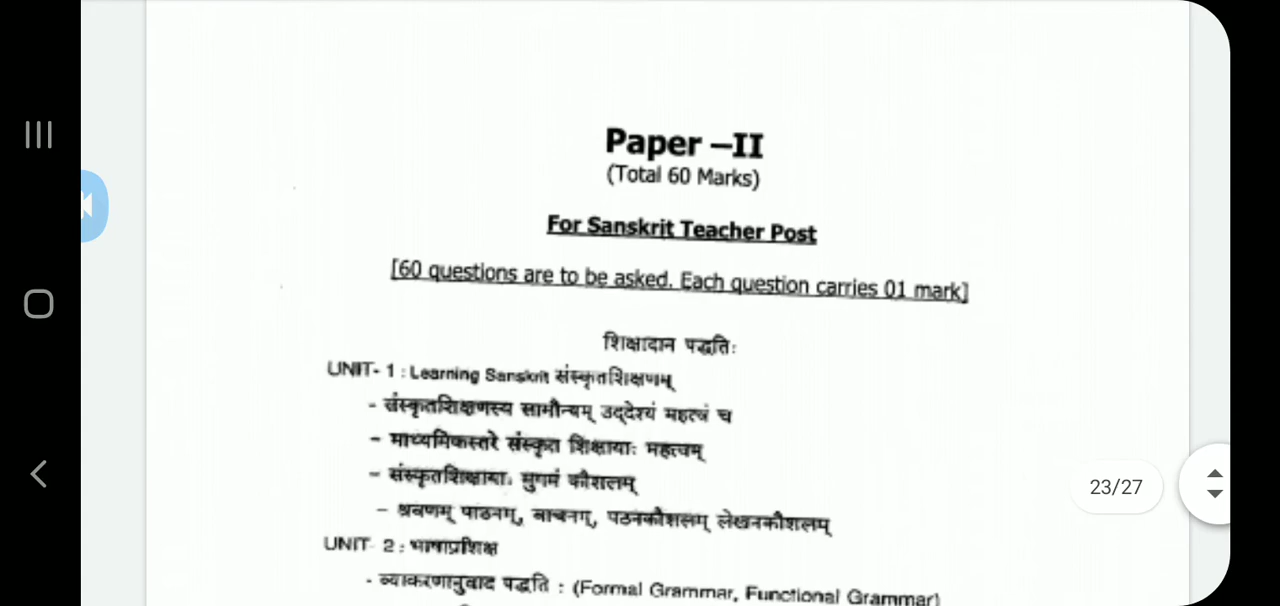 Paper –II
(Total 60 Marks)
For Sanskrit Teacher Post
[60 questions are to be asked. Each question carries 01 mark]
शिक्षादान पद्धतिः
UNIT- 1 : Learning Sanskrit संस्कृतशिक्षणम्
- संस्कृतशिक्षणस्य सामौन्यम् उद्देश्यं महत्वं च
- माध्यमिकस्तरे संस्कृत शिक्षायाः महत्वम्
- संस्कृतशिक्षायाः सुगमं कौशलम्
- श्रवणम् पाठनम्, वाचनम्, पठनकौशलम् लेखनकौशलम्
UNIT- 2 : भाषाप्रशिक्ष
- व्याकरणानुवाद पद्धति : (Formal Grammar, Functional Grammar)
23/27